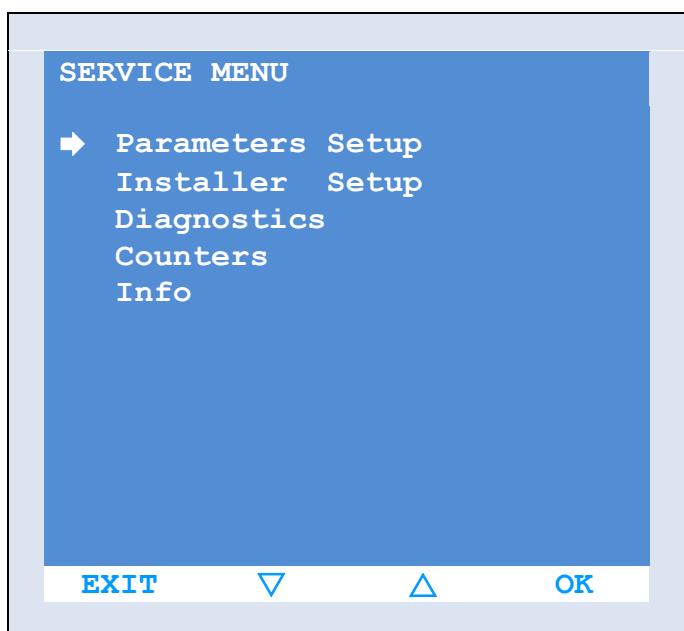 SERVICE MENU
Parameters Setup
Installer Setup
Diagnostics
Counters
Info
EXIT ▽ △ OK